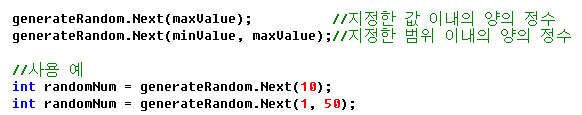 generateRandom.Next(maxValue);          //지정한 값 이내의 양의 정수
generateRandom.Next(minValue, maxValue);//지정한 범위 이내의 양의 정수
//사용 예
int randomNum = generateRandom.Next(10);
int randomNum = generateRandom.Next(1, 50);